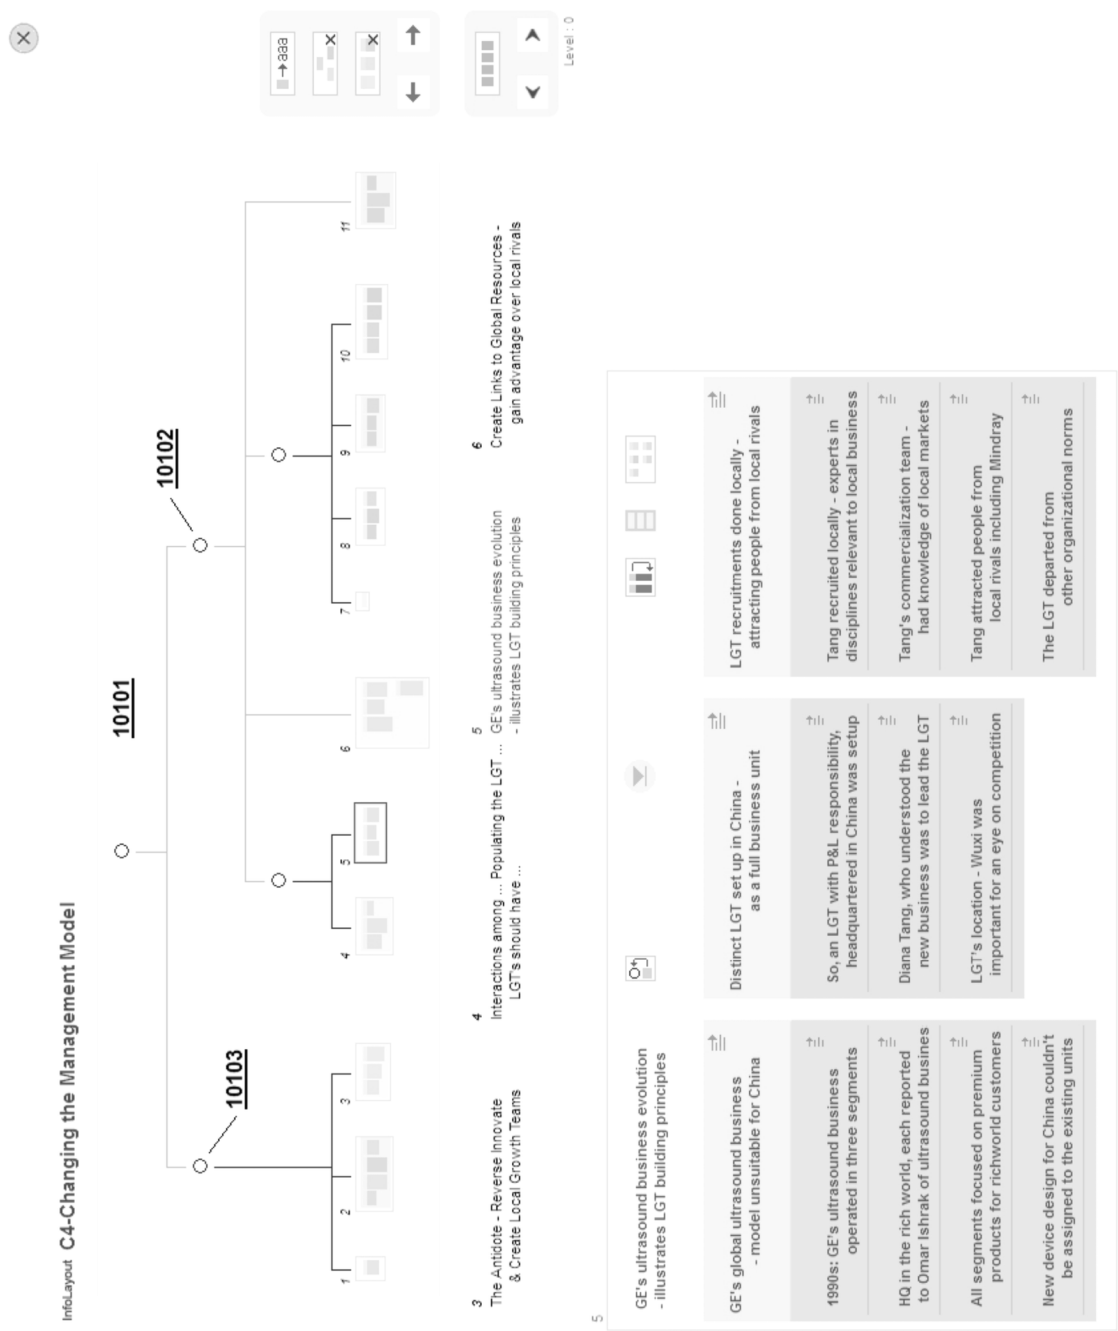 InfoLayout C4-Changing the Management Model
→aaa
Level : 0
10101
10102
10103
1
2
3
4
5
6
7
8
9
10
11
3
The Antidote - Reverse Innovate
& Create Local Growth Teams
4
Interactions among ... Populating the LGT ...
LGT's should have ...
5
GE's ultrasound business evolution
- illustrates LGT building principles
6
Create Links to Global Resources -
gain advantage over local rivals
5
GE's ultrasound business evolution
- illustrates LGT building principles
GE's global ultrasound business
- model unsuitable for China
1990s: GE's ultrasound business
operated in three segments
HQ in the rich world, each reported
to Omar Ishrak of ultrasound busines
All segments focused on premium
products for richworld customers
New device design for China couldn't
be assigned to the existing units
Distinct LGT set up in China -
as a full business unit
So, an LGT with P&L responsibility,
headquartered in China was setup
Diana Tang, who understood the
new business was to lead the LGT
LGT's location - Wuxi was
important for an eye on competition
LGT recruitments done locally -
attracting people from local rivals
Tang recruited locally - experts in
disciplines relevant to local business
Tang's commercialization team -
had knowledge of local markets
Tang attracted people from
local rivals including Mindray
The LGT departed from
other organizational norms